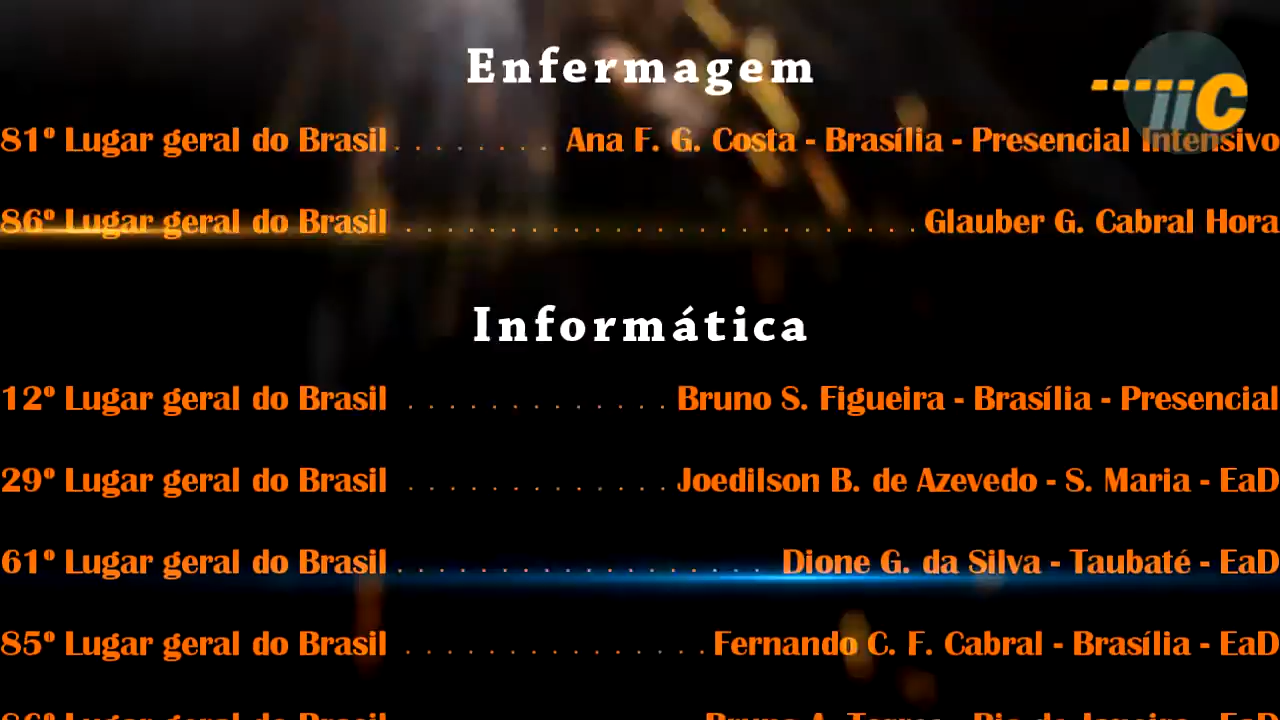 Enfermagem
iiC
81º Lugar geral do Brasil . . . . . . . . Ana F. G. Costa - Brasília - Presencial Intensivo
86º Lugar geral do Brasil . . . . . . . . . . . . . . . . . . . . . . . . . Glauber G. Cabral Hora
Informática
12º Lugar geral do Brasil . . . . . . . . . . . . . Bruno S. Figueira - Brasília - Presencial
29º Lugar geral do Brasil . . . . . . . . . . . . . Joedilson B. de Azevedo - S. Maria - EaD
61º Lugar geral do Brasil . . . . . . . . . . . . . . . . . . Dione G. da Silva - Taubaté - EaD
85º Lugar geral do Brasil . . . . . . . . . . . . . . . Fernando C. F. Cabral - Brasília - EaD